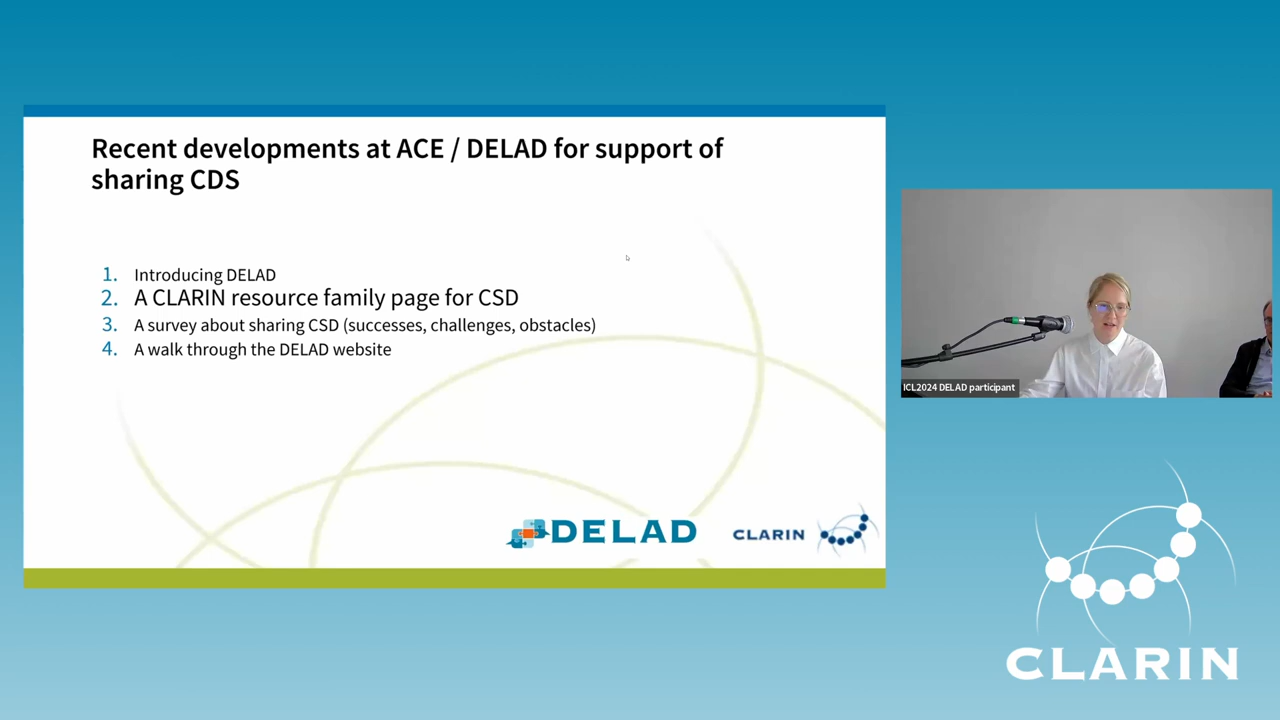 Recent developments at ACE / DELAD for support of
sharing CDS
1. Introducing DELAD
2. A CLARIN resource family page for CSD
3. A survey about sharing CSD (successes, challenges, obstacles)
4. A walk through the DELAD website
DELAD
CLARIN
ICL2024 DELAD participant
CLARIN